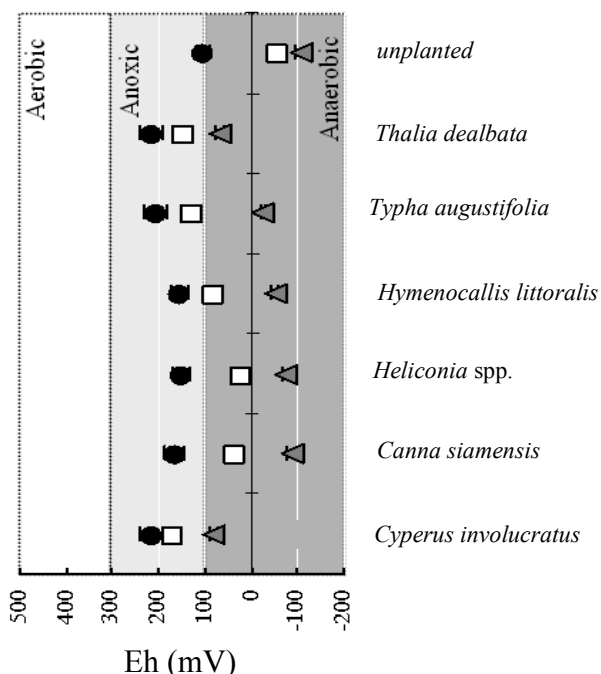 Aerobic
Anoxic
Anaerobic
unplanted
Thalia dealbata
Typha augustifolia
Hymenocallis littoralis
Heliconia spp.
Canna siamensis
Cyperus involucratus
500
400
300
200
100
0
-100
-200
Eh (mV)